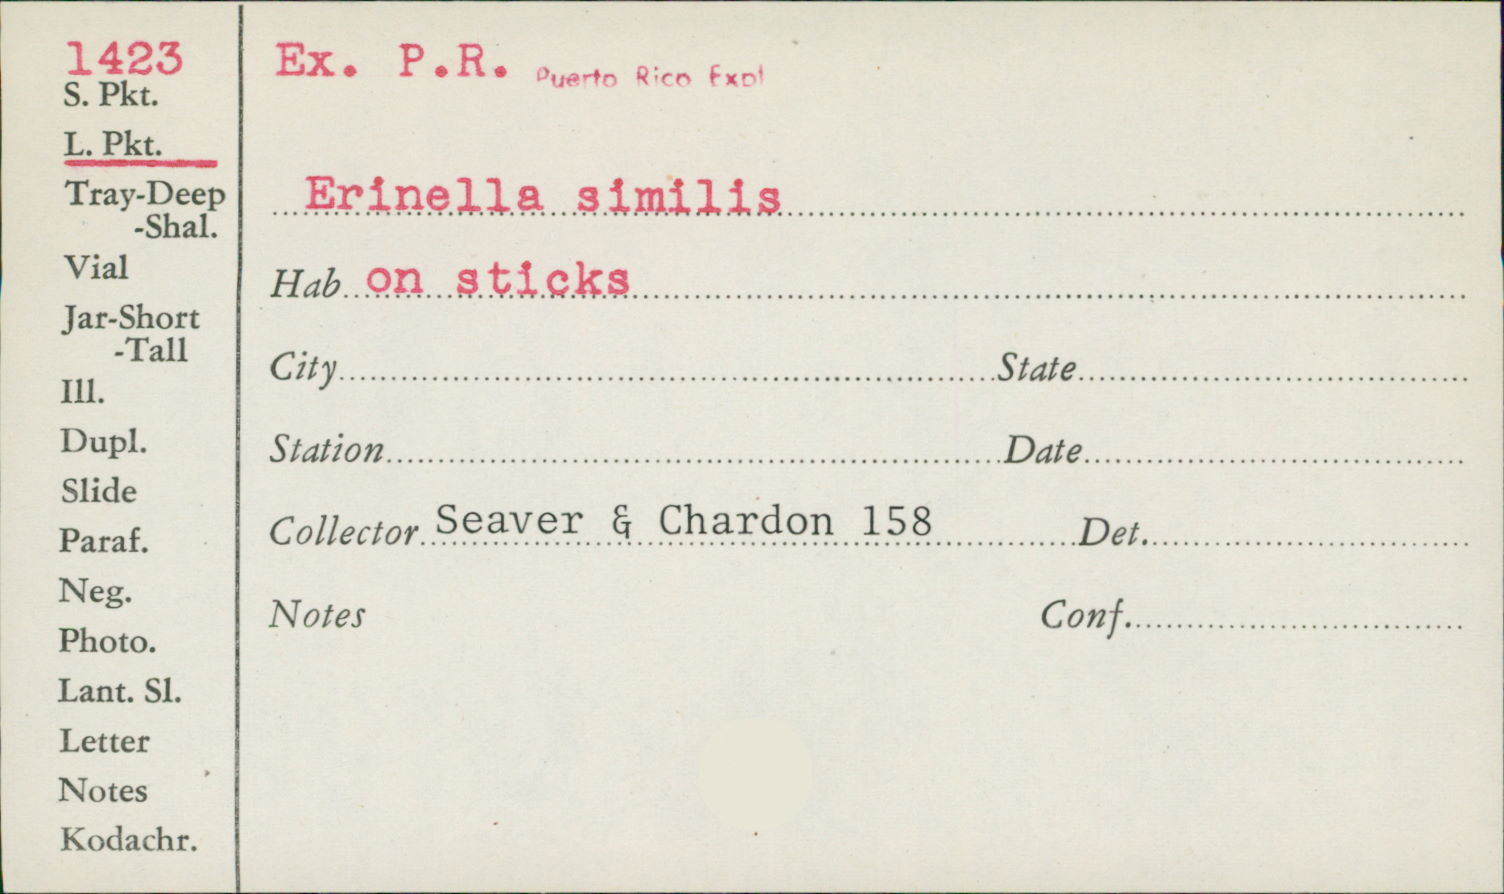 1423
S. Pkt.
L. Pkt.
Tray-Deep
-Shal.
Vial
Jar-Short
-Tall
Ill.
Dupl.
Slide
Paraf.
Neg.
Photo.
Lant. Sl.
Letter
Notes
Kodachr.
Ex. P.R. Puerto Rico Expl
Erinella similis
Hab. on sticks
City State
Station Date
Collector Seaver & Chardon 158 Det.
Notes Conf.